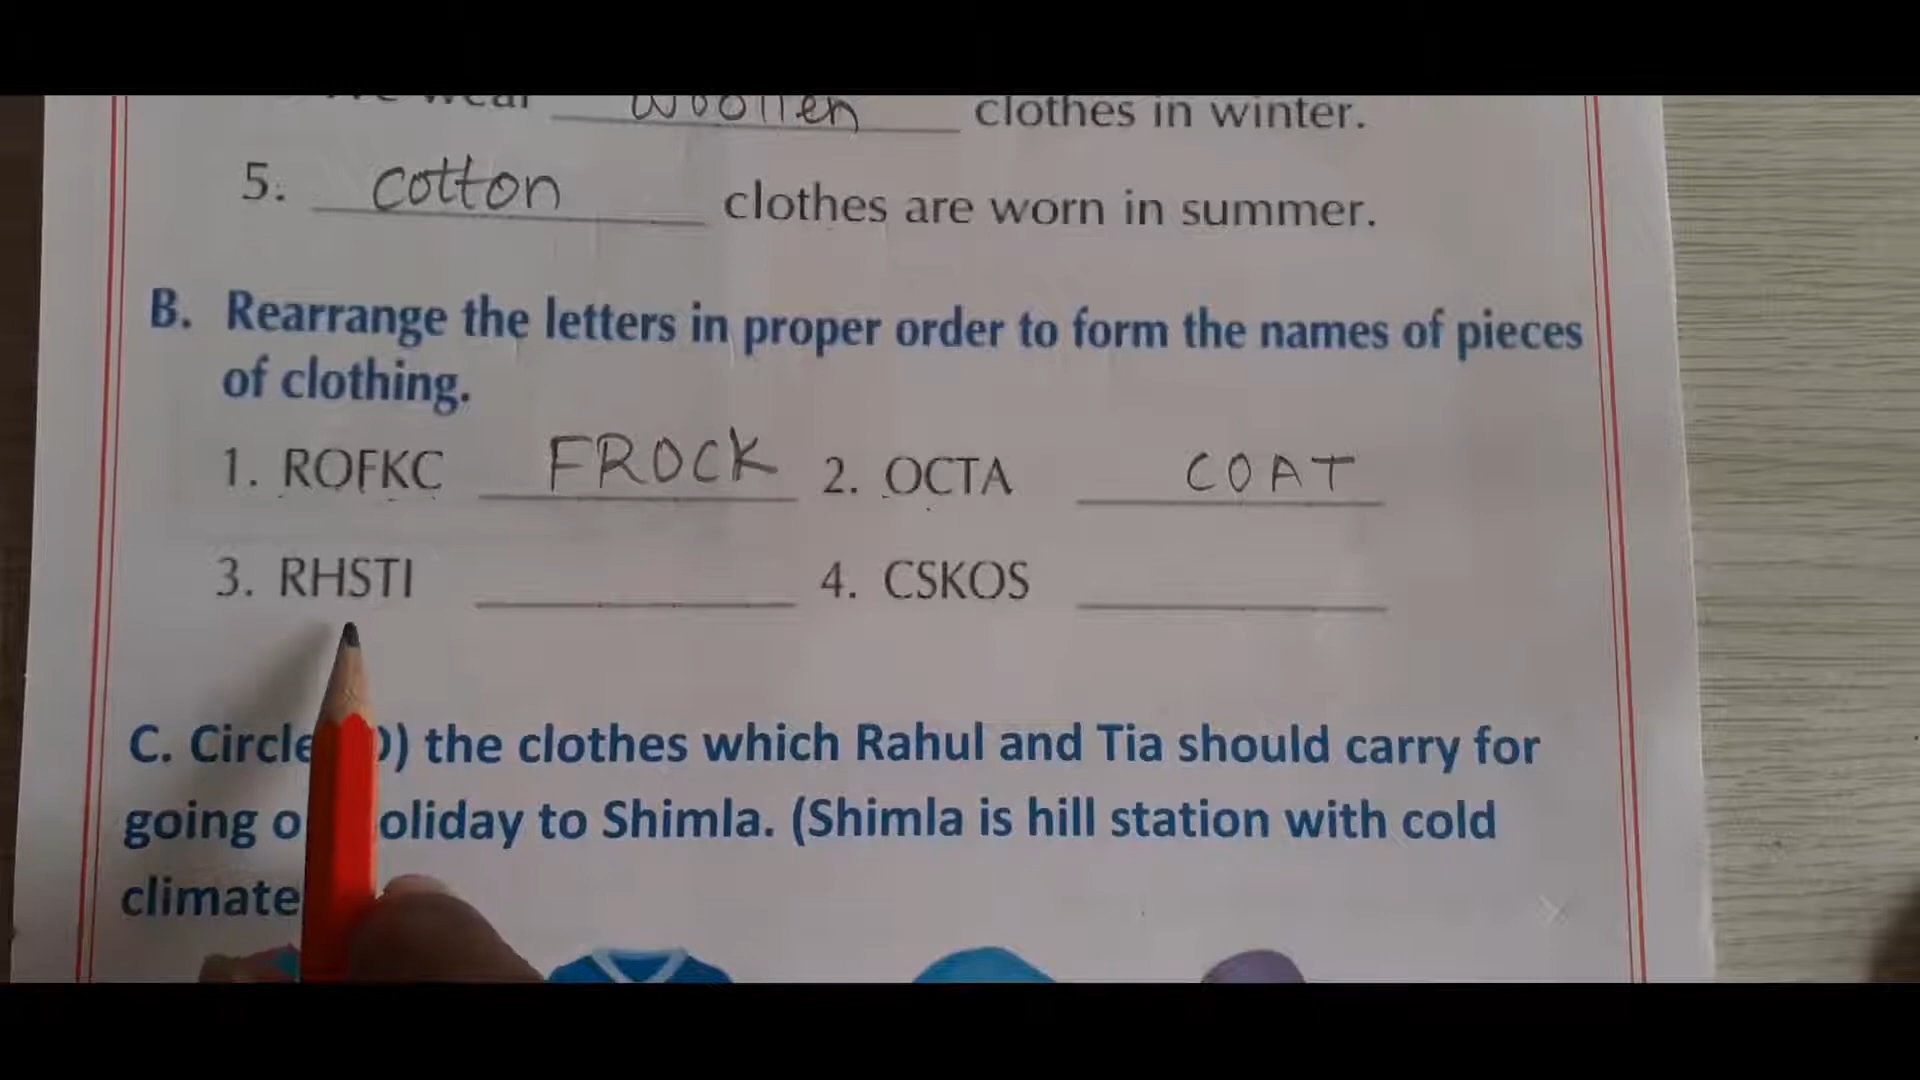 wear woollen clothes in winter.
5. cotton clothes are worn in summer.
B. Rearrange the letters in proper order to form the names of pieces
of clothing.
1. ROFKC FROCK 2. OCTA COAT
3. RHSTI 4. CSKOS
C. Circle ) the clothes which Rahul and Tia should carry for
going oliday to Shimla. (Shimla is hill station with cold
climate